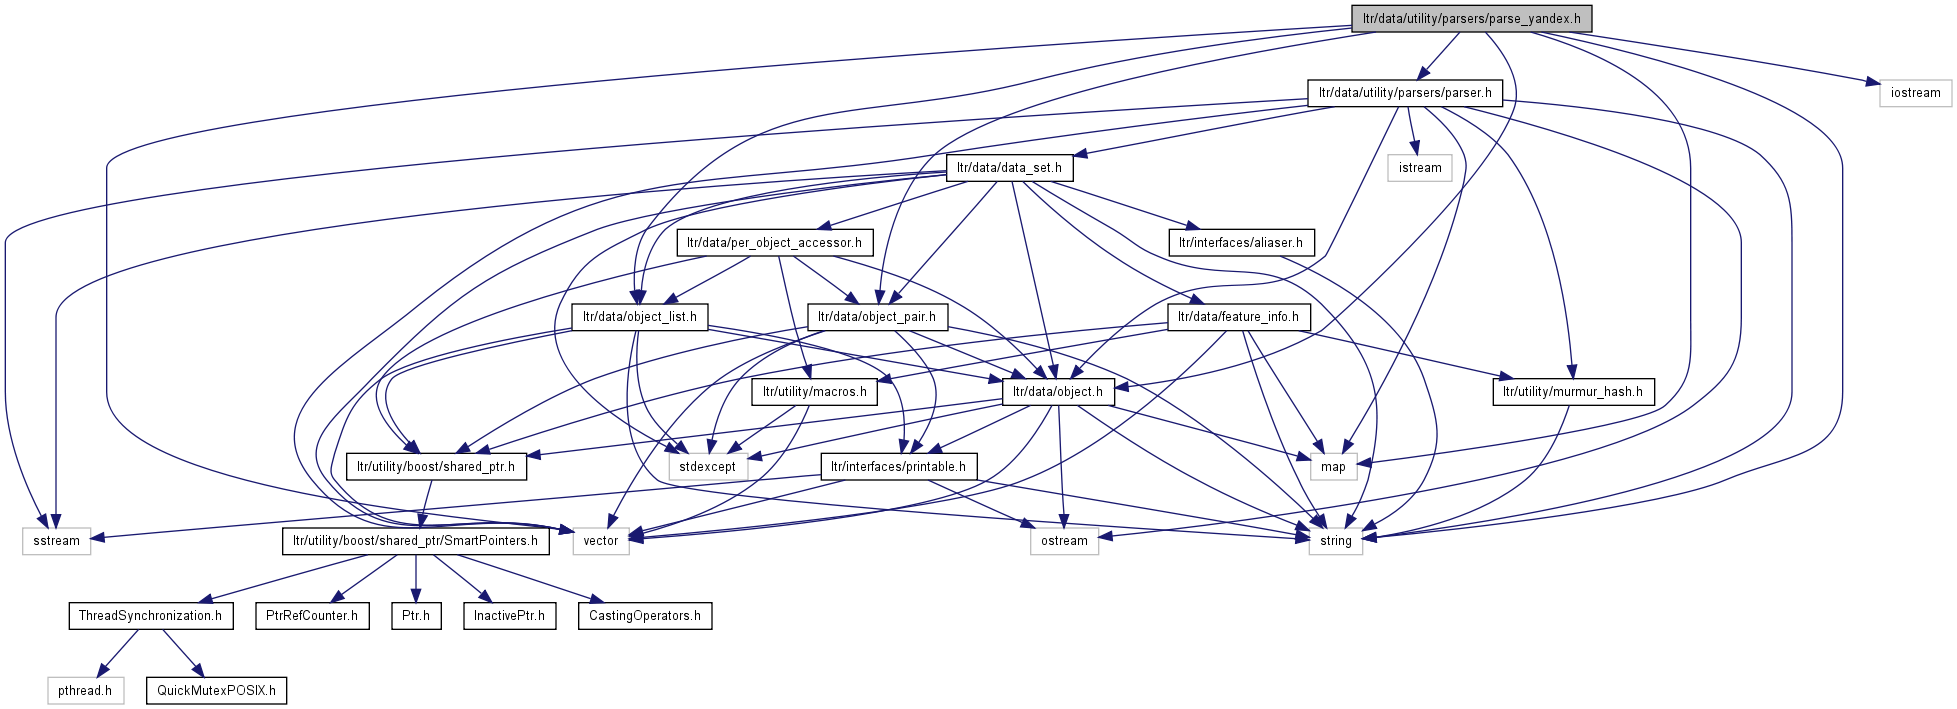 ltr/data/utility/parsers/parse_yandex.h
ltr/data/utility/parsers/parser.h
iostream
ltr/data/data_set.h
istream
ltr/data/per_object_accessor.h
ltr/interfaces/aliaser.h
ltr/data/object_list.h
ltr/data/object_pair.h
ltr/data/feature_info.h
ltr/utility/macros.h
ltr/data/object.h
ltr/utility/murmur_hash.h
ltr/utility/boost/shared_ptr.h
stdexcept
ltr/interfaces/printable.h
map
sstream
ltr/utility/boost/shared_ptr/SmartPointers.h
vector
ostream
string
ThreadSynchronization.h
PtrRefCounter.h
Ptr.h
InactivePtr.h
CastingOperators.h
pthread.h
QuickMutexPOSIX.h